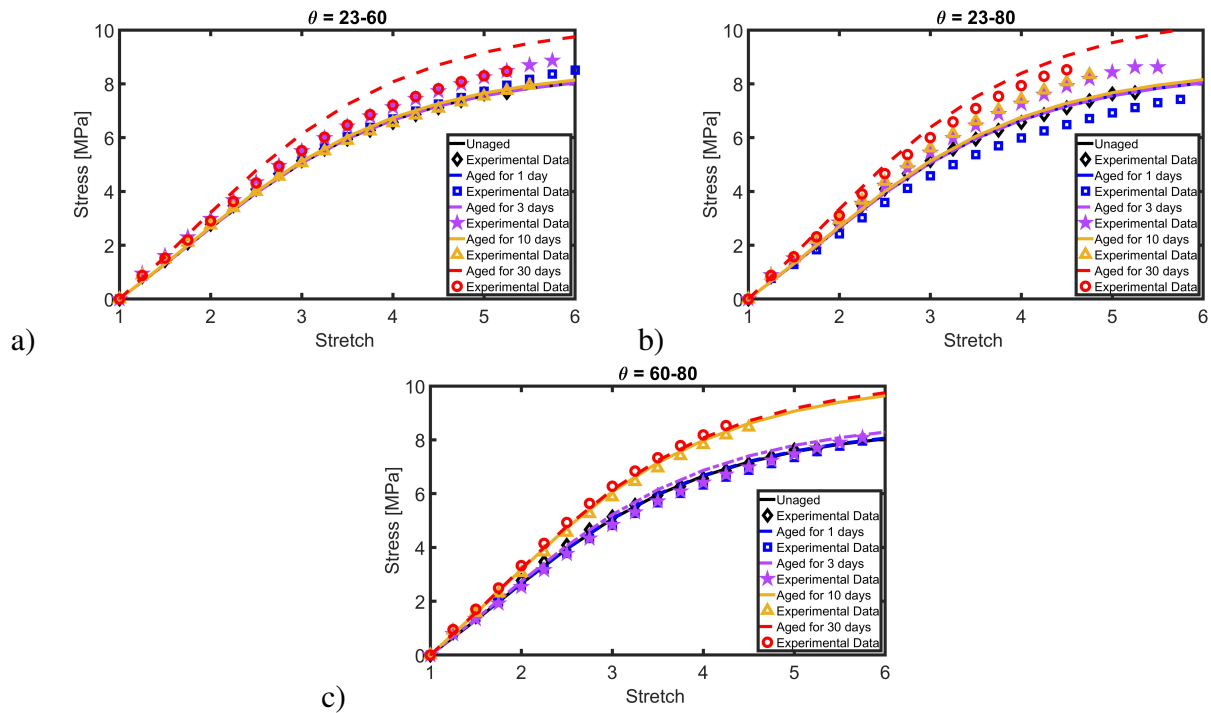 θ = 23-60
10
8
6
4
2
0
Stress [MPa]
1
2
3
4
5
6
Stretch
Unaged
Experimental Data
Aged for 1 day
Experimental Data
Aged for 3 days
Experimental Data
Aged for 10 days
Experimental Data
Aged for 30 days
Experimental Data
a)
θ = 23-80
10
8
6
4
2
0
Stress [MPa]
1
2
3
4
5
6
Stretch
Unaged
Experimental Data
Aged for 1 day
Experimental Data
Aged for 3 days
Experimental Data
Aged for 10 days
Experimental Data
Aged for 30 days
Experimental Data
b)
θ = 60-80
10
8
6
4
2
0
Stress [MPa]
1
2
3
4
5
6
Stretch
Unaged
Experimental Data
Aged for 1 days
Experimental Data
Aged for 3 days
Experimental Data
Aged for 10 days
Experimental Data
Aged for 30 days
Experimental Data
c)